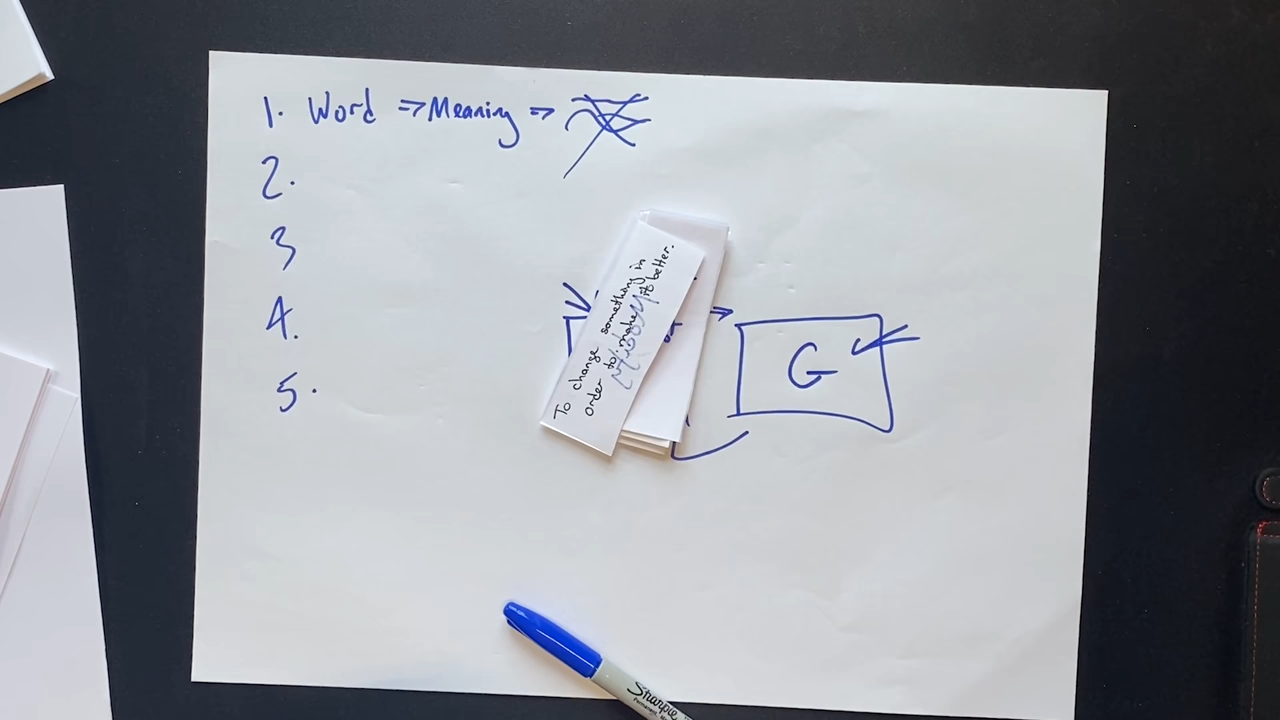 1. Word ⇒ Meaning ⇒
2.
3
4.
5.
To change something in
order to make it better.
G
Sharpie